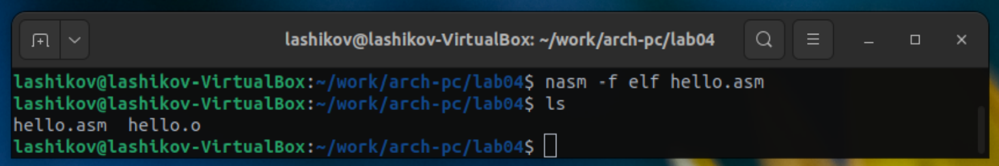 lashikov@lashikov-VirtualBox: ~/work/arch-pc/lab04
lashikov@lashikov-VirtualBox:~/work/arch-pc/lab04$ nasm -f elf hello.asm
lashikov@lashikov-VirtualBox:~/work/arch-pc/lab04$ ls
hello.asm  hello.o
lashikov@lashikov-VirtualBox:~/work/arch-pc/lab04$